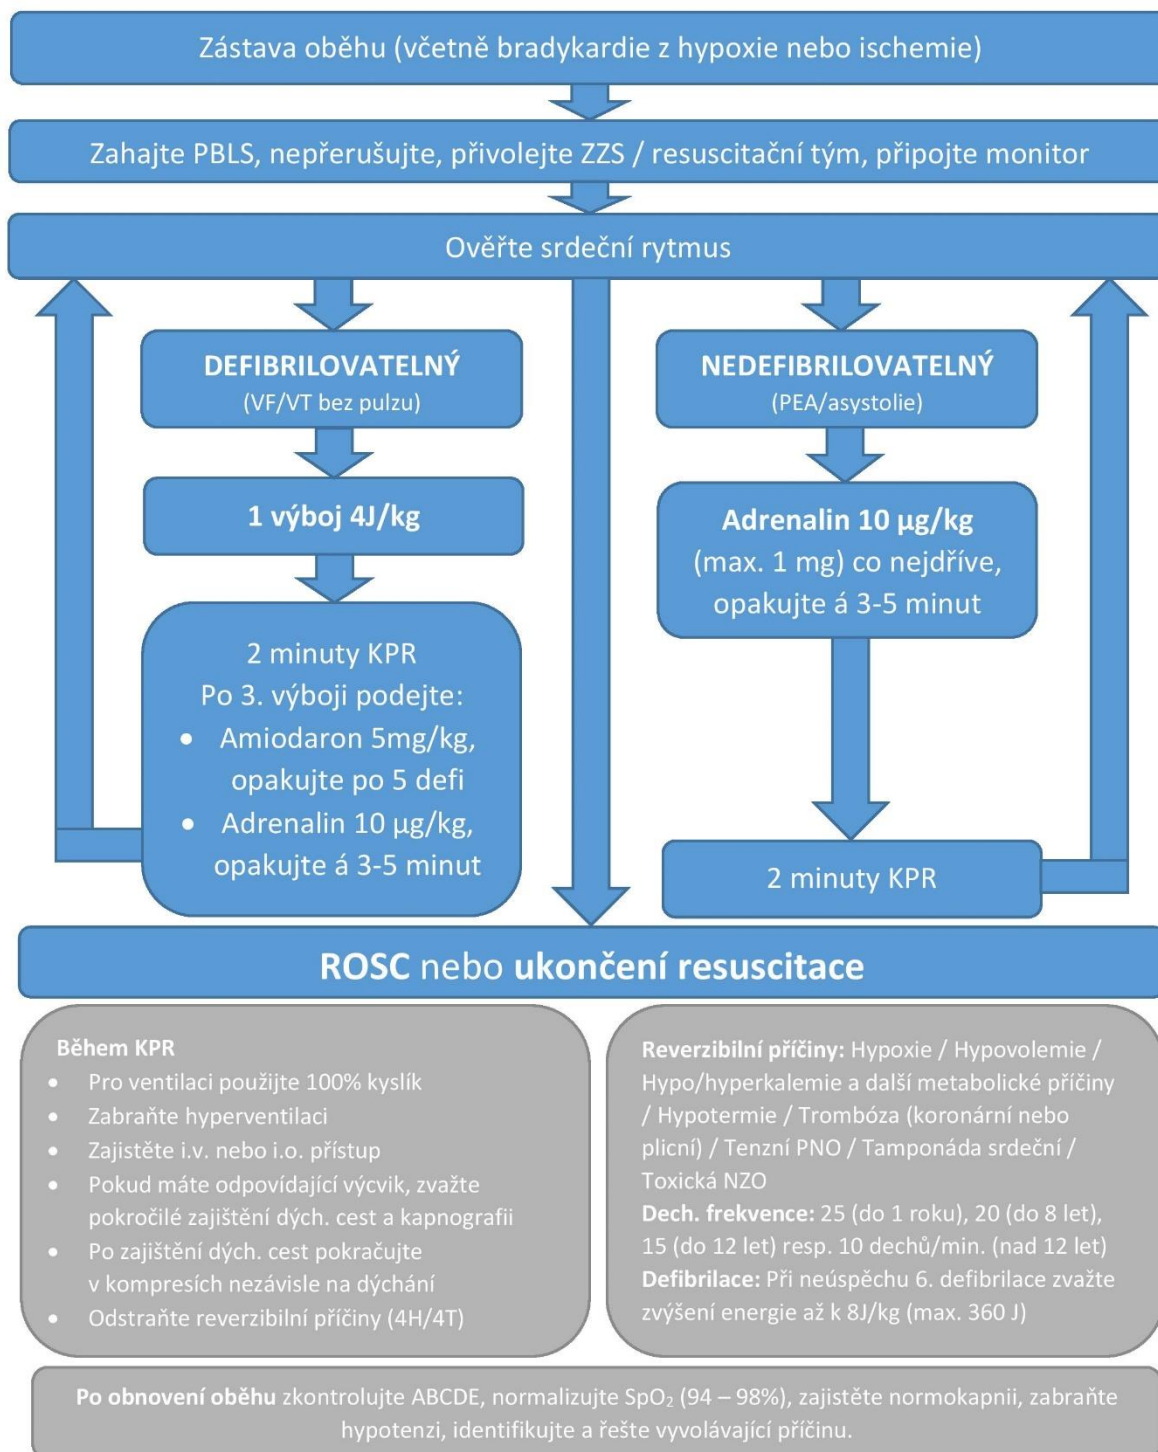 Zástava oběhu (včetně bradykardie z hypoxie nebo ischemie)
Zahajte PBLS, nepřerušujte, přivolejte ZZS / resuscitační tým, připojte monitor
Ověřte srdeční rytmus
DEFIBRILOVATELNÝ
(VF/VT bez pulzu)
1 výboj 4J/kg
2 minuty KPR
Po 3. výboji podejte:
• Amiodaron 5mg/kg,
opakujte po 5 defi
• Adrenalin 10 µg/kg,
opakujte á 3-5 minut
NEDEFIBRILOVATELNÝ
(PEA/asystolie)
Adrenalin 10 µg/kg
(max. 1 mg) co nejdříve,
opakujte á 3-5 minut
2 minuty KPR
ROSC nebo ukončení resuscitace
Během KPR
• Pro ventilaci použijte 100% kyslík
• Zabraňte hyperventilaci
• Zajistěte i.v. nebo i.o. přístup
• Pokud máte odpovídající výcvik, zvažte
pokročilé zajištění dých. cest a kapnografii
• Po zajištění dých. cest pokračujte
v kompresích nezávisle na dýchání
• Odstraňte reverzibilní příčiny (4H/4T)
Reverzibilní příčiny: Hypoxie / Hypovolemie /
Hypo/hyperkalemie a další metabolické příčiny
/ Hypotermie / Trombóza (koronární nebo
plicní) / Tenzní PNO / Tamponáda srdeční /
Toxická NZO
Dech. frekvence: 25 (do 1 roku), 20 (do 8 let),
15 (do 12 let) resp. 10 dechů/min. (nad 12 let)
Defibrilace: Při neúspěchu 6. defibrilace zvažte
zvýšení energie až k 8J/kg (max. 360 J)
Po obnovení oběhu zkontrolujte ABCDE, normalizujte SpO₂ (94 – 98%), zajistěte normokapnii, zabraňte
hypotenzi, identifikujte a řešte vyvolávající příčinu.